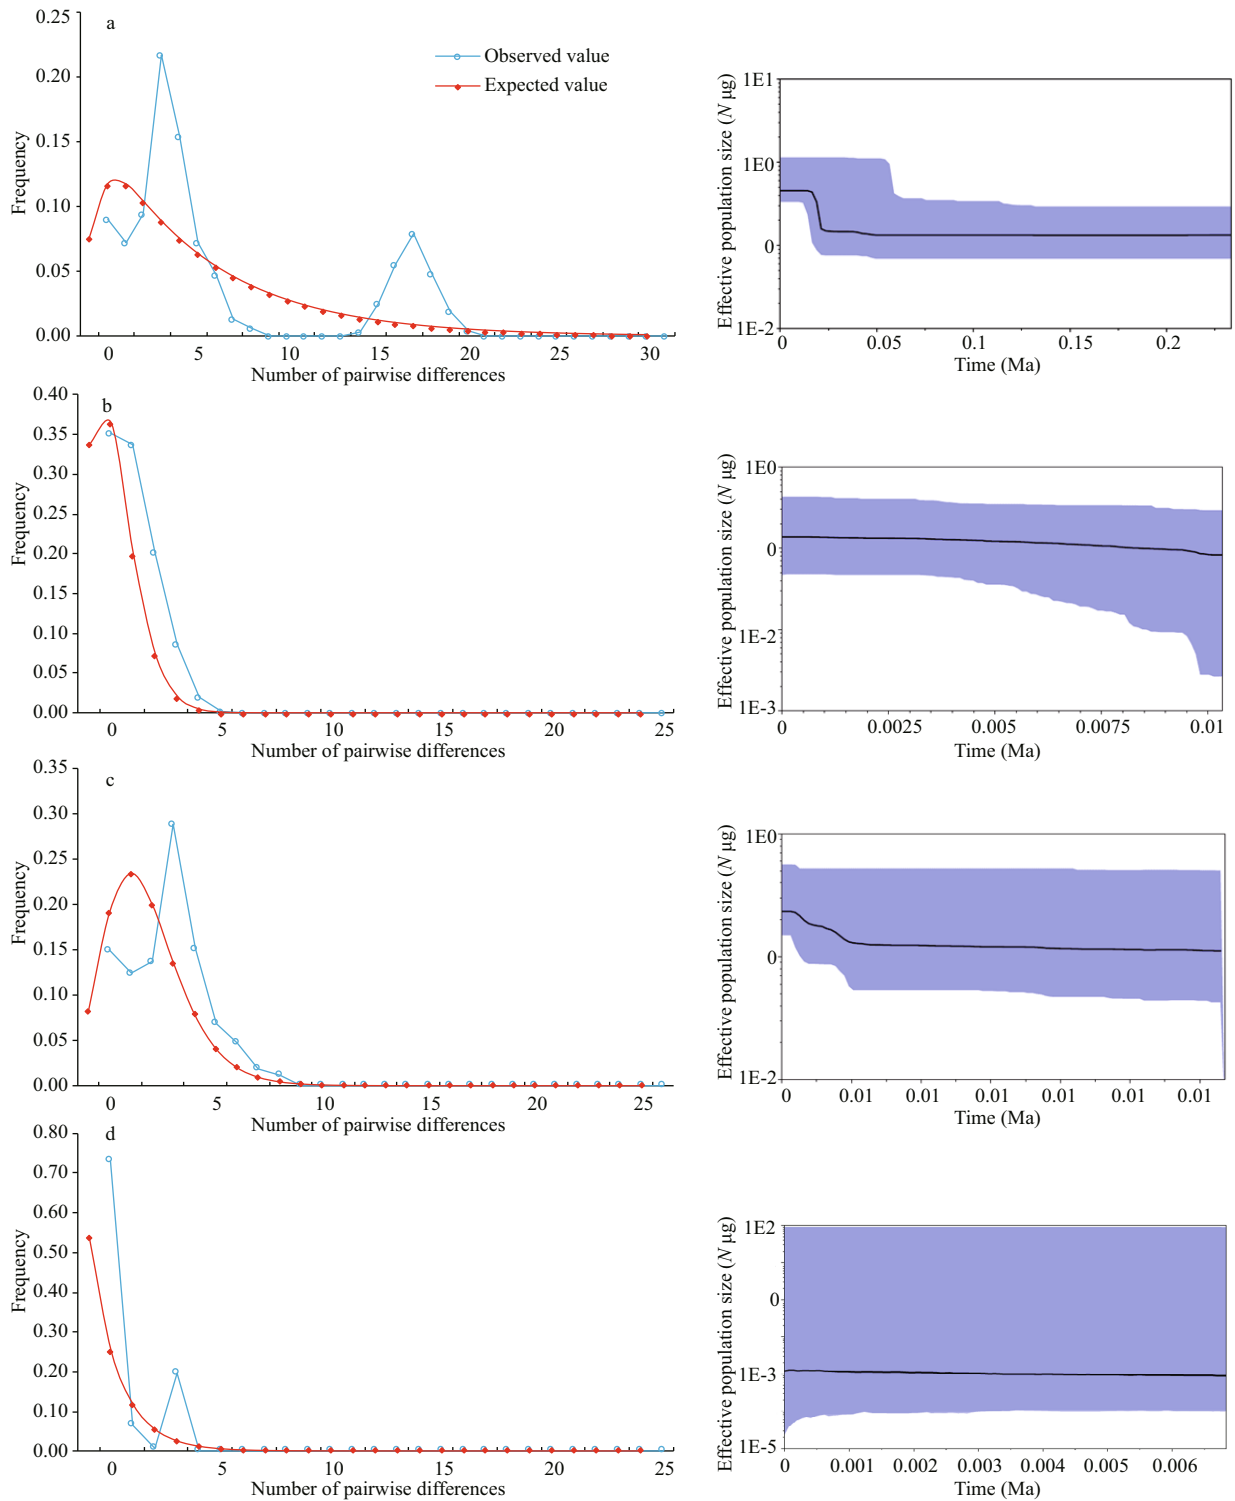 a
0.25
0.20
0.15
0.10
0.05
0.00
Frequency
Observed value
Expected value
0 5 10 15 20 25 30
Number of pairwise differences
Effective population size (N μg)
1E1
1E0
0
1E-2
0 0.05 0.1 0.15 0.2
Time (Ma)
b
0.40
0.35
0.30
0.25
0.20
0.15
0.10
0.05
0.00
Frequency
0 5 10 15 20 25
Number of pairwise differences
Effective population size (N μg)
1E0
0
1E-2
1E-3
0 0.0025 0.005 0.0075 0.01
Time (Ma)
c
0.35
0.30
0.25
0.20
0.15
0.10
0.05
0.00
Frequency
0 5 10 15 20 25
Number of pairwise differences
Effective population size (N μg)
1E0
0
1E-2
0 0.01 0.01 0.01 0.01 0.01 0.01
Time (Ma)
d
0.80
0.70
0.60
0.50
0.40
0.30
0.20
0.10
0.00
Frequency
0 5 10 15 20 25
Number of pairwise differences
Effective population size (N μg)
1E2
0
1E-3
1E-5
0 0.001 0.002 0.003 0.004 0.005 0.006
Time (Ma)